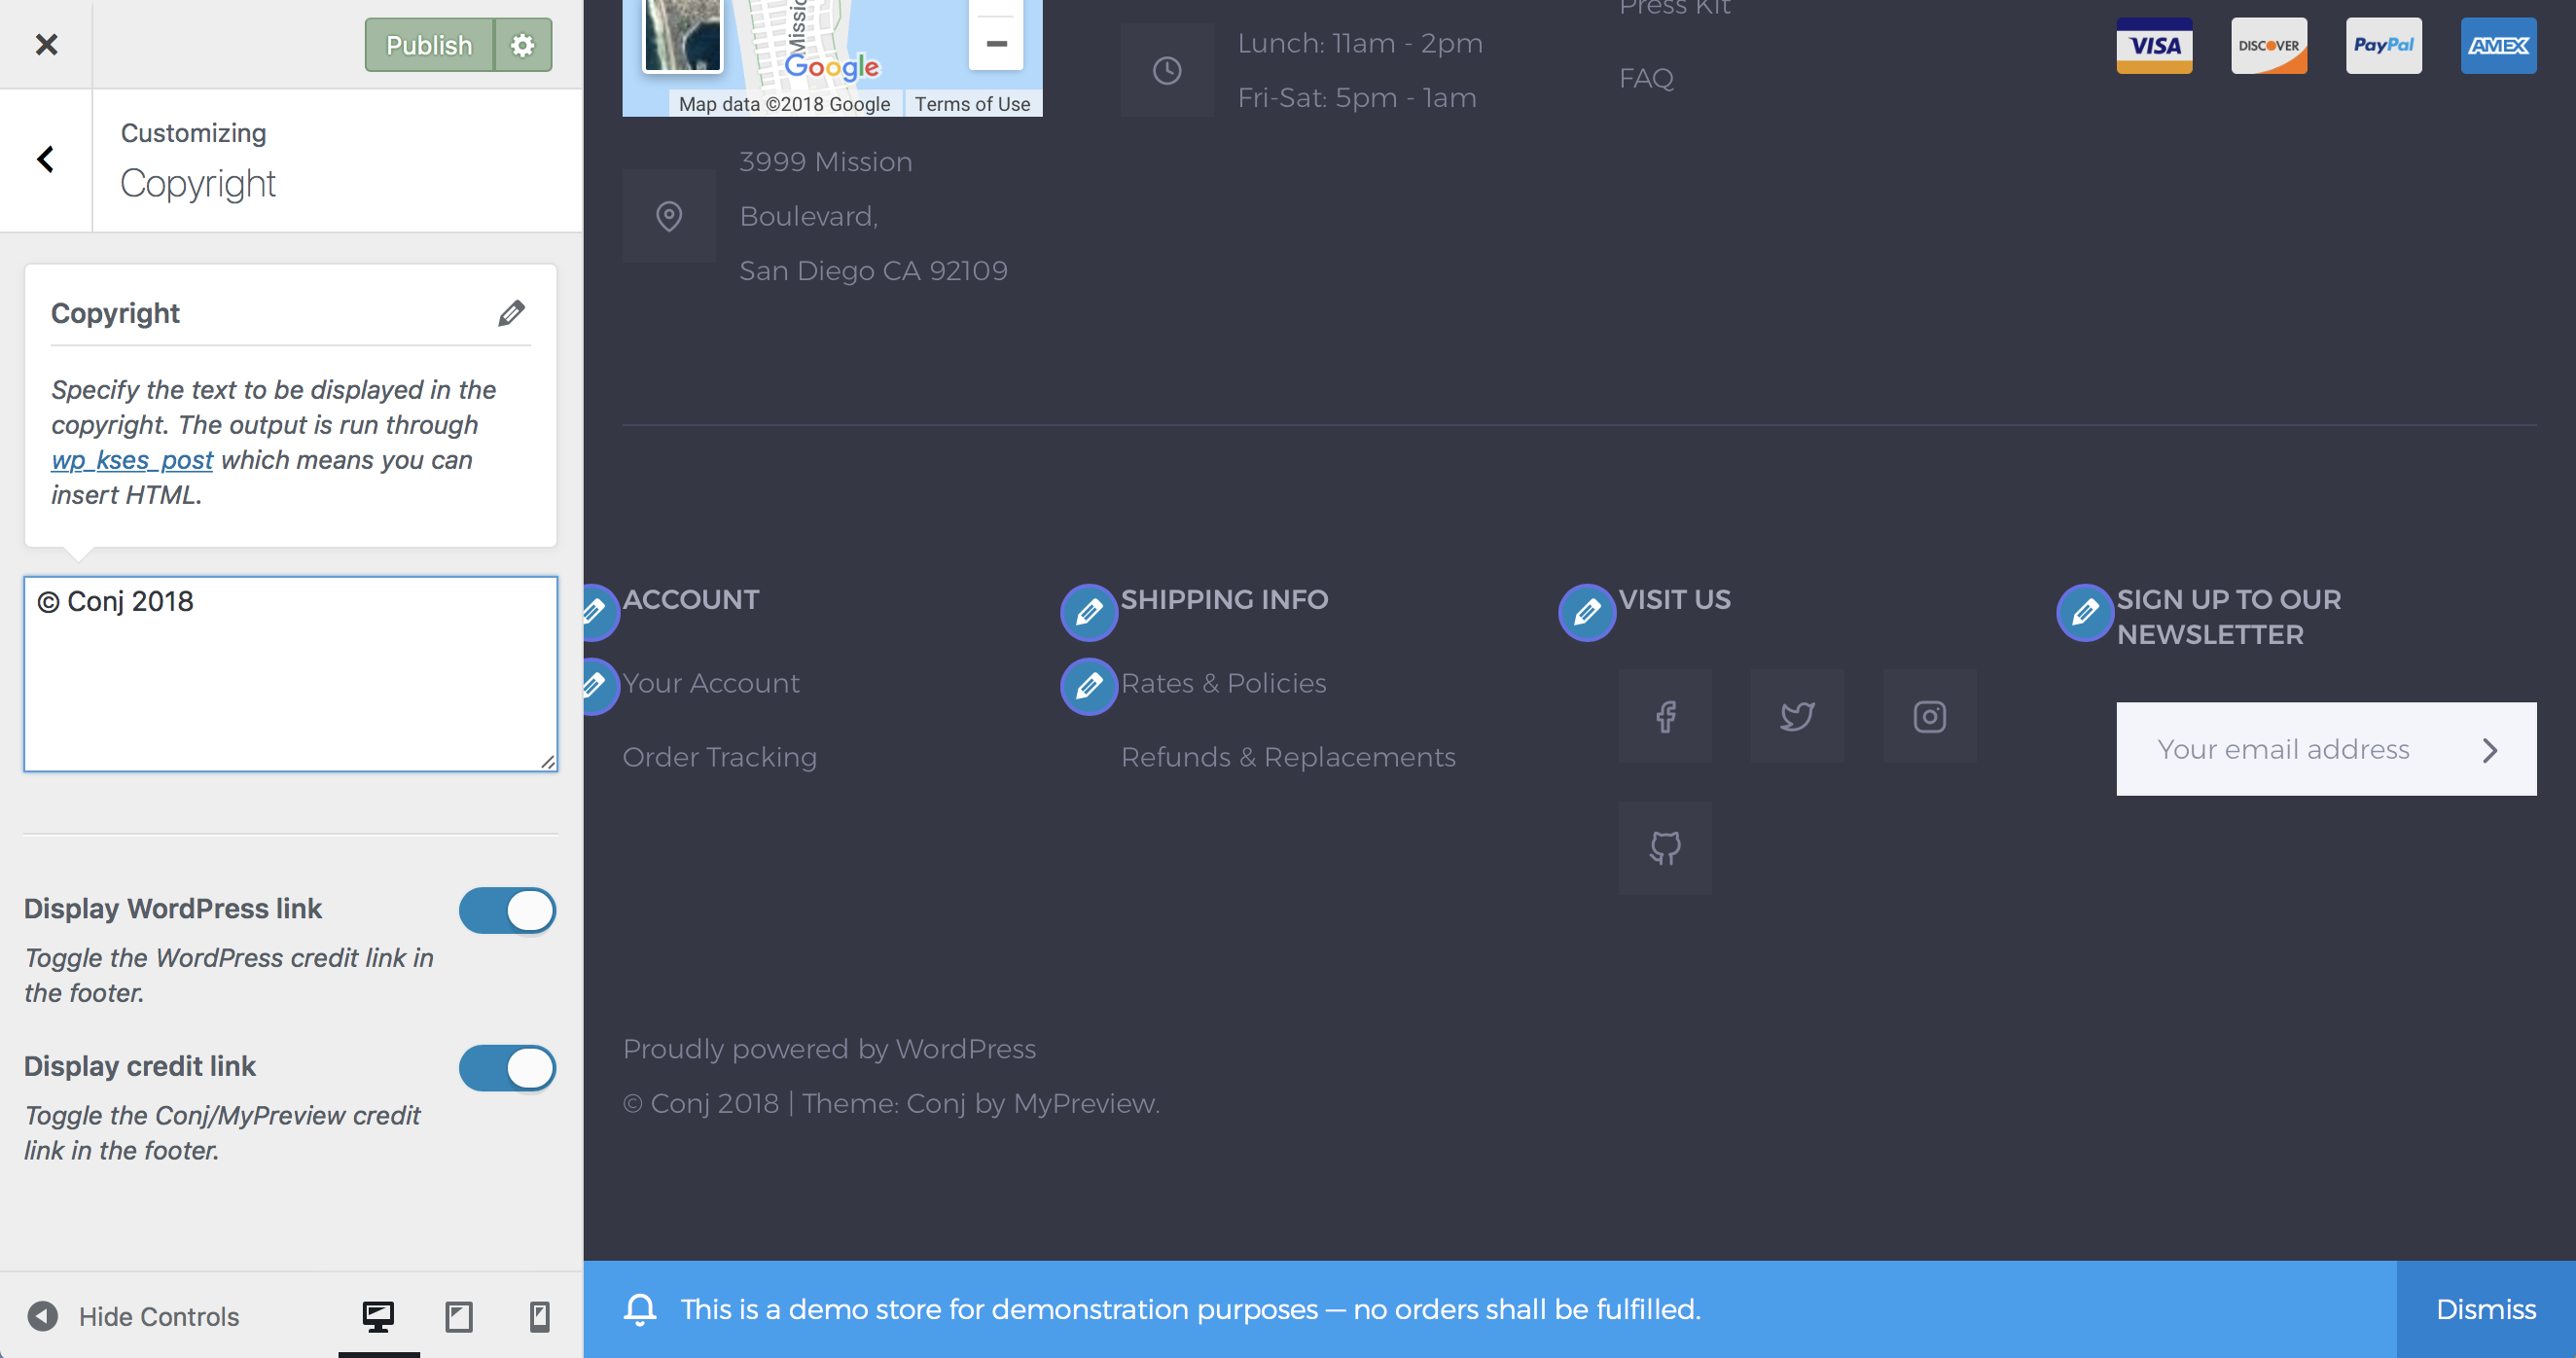 Publish
Customizing
Copyright
Copyright
Specify the text to be displayed in the
copyright. The output is run through
wp_kses_post which means you can
insert HTML.
© Conj 2018
Display WordPress link
Toggle the WordPress credit link in
the footer.
Display credit link
Toggle the Conj/MyPreview credit
link in the footer.
Hide Controls
Missio
Google
Map data ©2018 Google
Terms of Use
3999 Mission
Boulevard,
San Diego CA 92109
Lunch: 11am - 2pm
Fri-Sat: 5pm - 1am
Press Kit
FAQ
VISA
DISCOVER
PayPal
AMEX
ACCOUNT
Your Account
Order Tracking
SHIPPING INFO
Rates & Policies
Refunds & Replacements
VISIT US
SIGN UP TO OUR
NEWSLETTER
Your email address
Proudly powered by WordPress
© Conj 2018 | Theme: Conj by MyPreview.
This is a demo store for demonstration purposes — no orders shall be fulfilled.
Dismiss